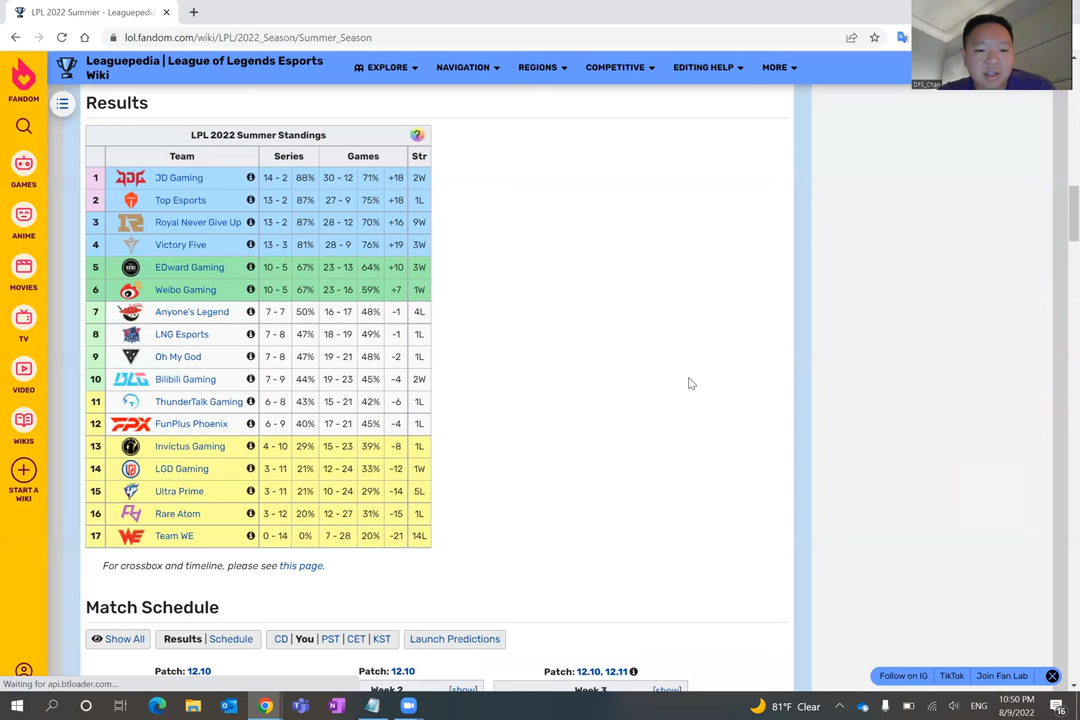 LPL 2022 Summer - Leaguepedia
lol.fandom.com/wiki/LPL/2022_Season/Summer_Season
DFS_Chan
FANDOM
GAMES
ANIME
MOVIES
TV
VIDEO
WIKIS
START A
WIKI
Leaguepedia | League of Legends Esports
Wiki
EXPLORE NAVIGATION REGIONS COMPETITIVE EDITING HELP MORE
Results
LPL 2022 Summer Standings ?
Team Series Games Str
1 JDG JD Gaming 14 - 2 88% 30 - 12 71% +18 2W
2 Top Esports 13 - 2 87% 27 - 9 75% +18 1L
3 Royal Never Give Up 13 - 2 87% 28 - 12 70% +16 9W
4 Victory Five 13 - 3 81% 28 - 9 76% +19 3W
5 EDward Gaming 10 - 5 67% 23 - 13 64% +10 3W
6 Weibo Gaming 10 - 5 67% 23 - 16 59% +7 1W
7 Anyone's Legend 7 - 7 50% 16 - 17 48% -1 4L
8 LNG Esports 7 - 8 47% 18 - 19 49% -1 1L
9 Oh My God 7 - 8 47% 19 - 21 48% -2 1L
10 BLG Bilibili Gaming 7 - 9 44% 19 - 23 45% -4 2W
11 ThunderTalk Gaming 6 - 8 43% 15 - 21 42% -6 1L
12 FPX FunPlus Phoenix 6 - 9 40% 17 - 21 45% -4 1L
13 Invictus Gaming 4 - 10 29% 15 - 23 39% -8 1L
14 LGD Gaming 3 - 11 21% 12 - 24 33% -12 1W
15 Ultra Prime 3 - 11 21% 10 - 24 29% -14 5L
16 Rare Atom 3 - 12 20% 12 - 27 31% -15 1L
17 WE Team WE 0 - 14 0% 7 - 28 20% -21 14L
For crossbox and timeline, please see this page.
Match Schedule
Show All Results | Schedule CD | You | PST | CET | KST Launch Predictions
Patch: 12.10 Patch: 12.10 Patch: 12.10, 12.11
Week 2 [show] Week 3 [show]
Follow on IG TikTok Join Fan Lab
Waiting for api.btloader.com...
81°F Clear ENG 10:50 PM
8/9/2022 16